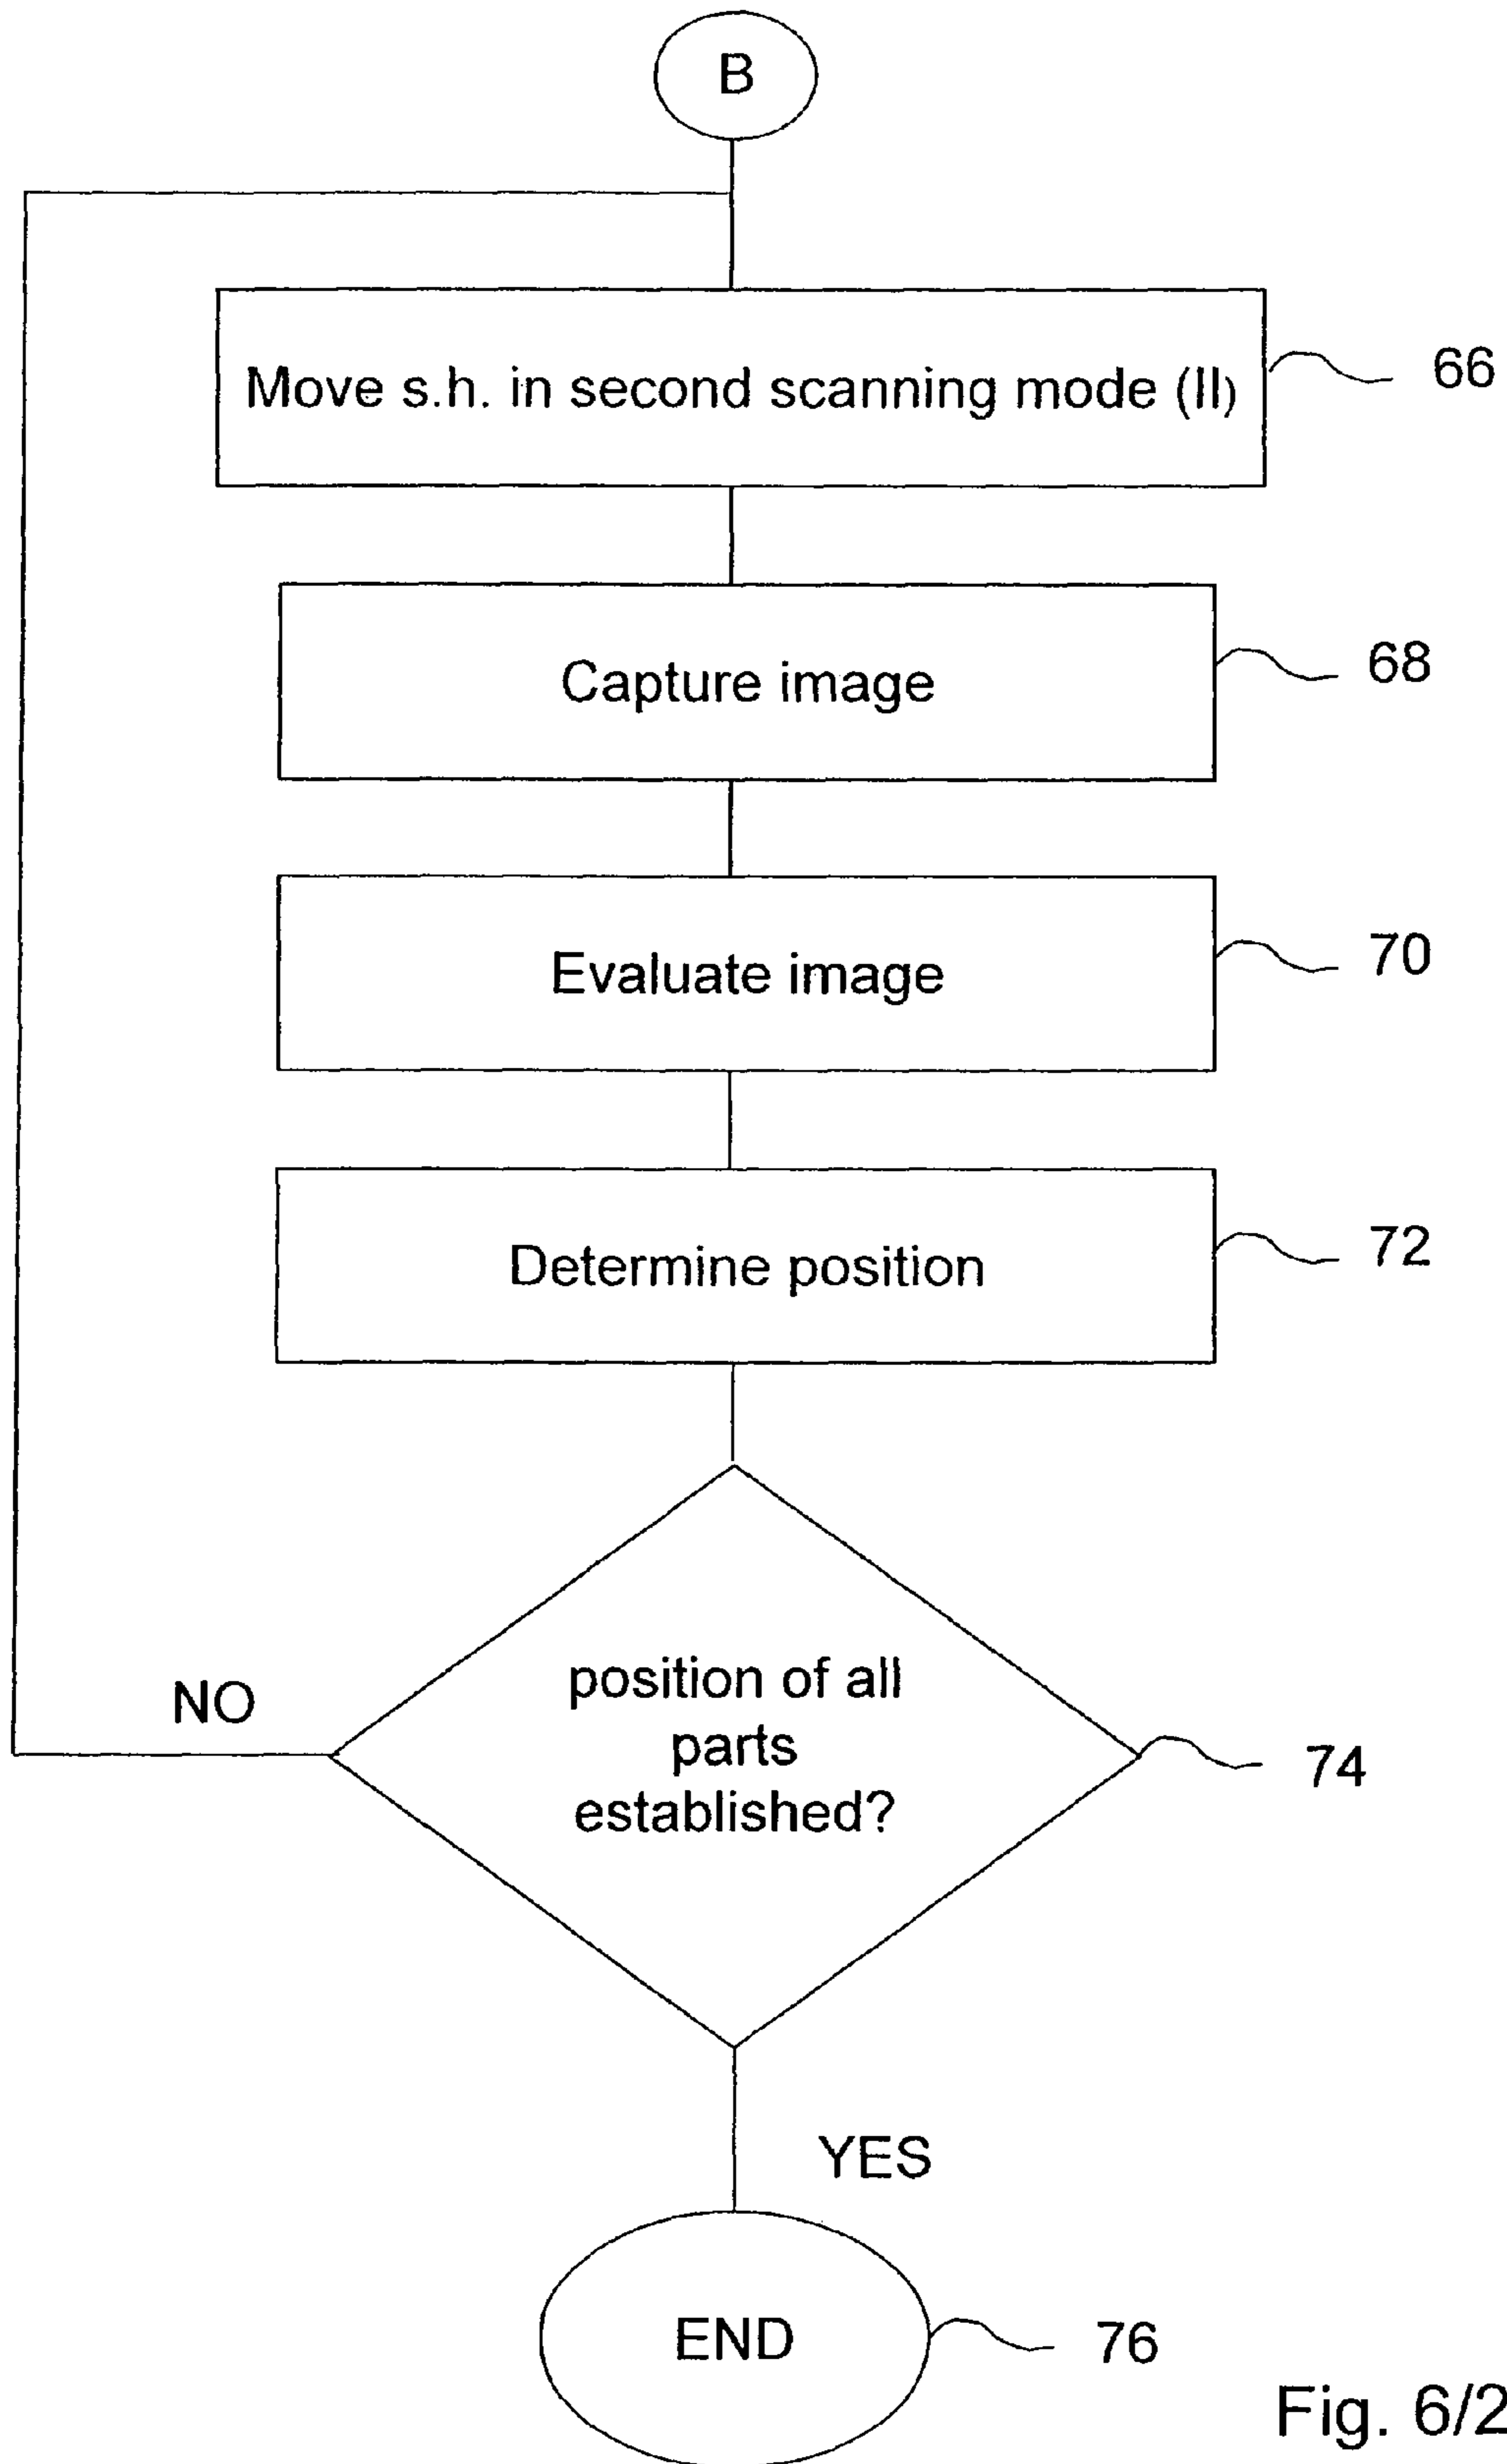 B
Move s.h. in second scanning mode (II)
66
Capture image
68
Evaluate image
70
Determine position
72
position of all
parts
established?
NO
74
YES
END
76
Fig. 6/2